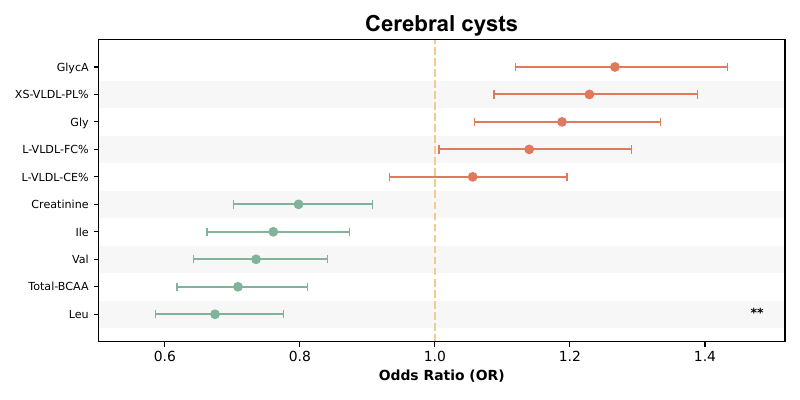 Cerebral cysts
GlycA
XS-VLDL-PL%
Gly
L-VLDL-FC%
L-VLDL-CE%
Creatinine
Ile
Val
Total-BCAA
Leu
**
0.6 0.8 1.0 1.2 1.4
Odds Ratio (OR)